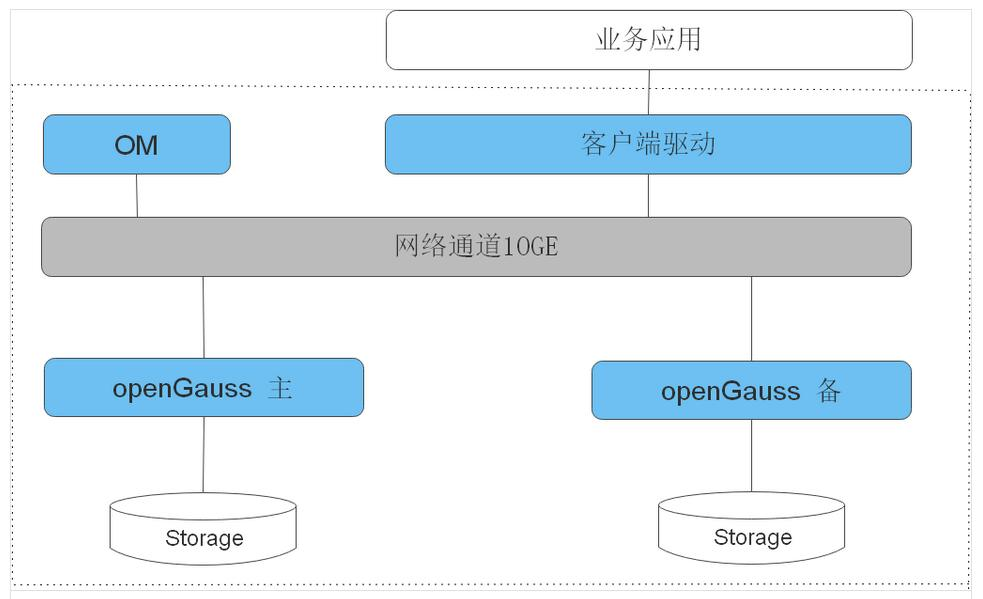 业务应用
OM
客户端驱动
网络通道10GE
openGauss 主
openGauss 备
Storage
Storage